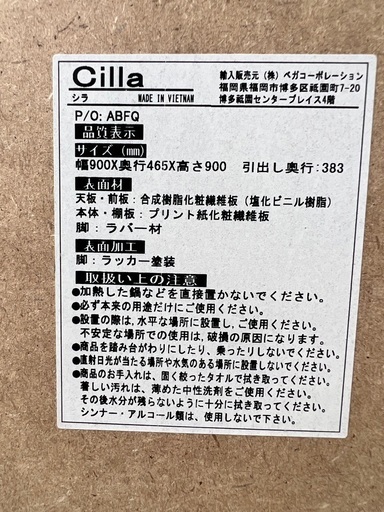 Cilla
シラ
MADE IN VIETNAM
輸入販売元(株)ベガコーポレーション
福岡県福岡市博多区祇園町7-20
博多祇園センタープレイス4階
P/O: ABFQ
品質表示
サイズ(mm)
幅900X奥行465X高さ900 引出し奥行:383
表面材
天板・前板:合成樹脂化粧繊維板(塩化ビニル樹脂)
本体・棚板:プリント紙化粧繊維板
脚:ラバー材
表面加工
脚:ラッカー塗装
取扱い上の注意
●加熱した鍋などを直接置かないでください。
●必ず本来の用途だけにご使用ください。
●設置の際は,水平な場所に設置し,ご使用ください。
不安定な場所での使用は、破損の原因になります。
●商品を踏み台がわりにしたり、乗ったりしないでください。
●直射日光が当たる場所や水気のある場所に設置しないでください。
●商品のお手入れは、固く絞ったタオルで拭き取ってください。
著しい汚れは、薄めた中性洗剤をご使用ください。
その後水分が残らないように十分に拭き取ってください。
シンナー・アルコール類は、使用しないでください。